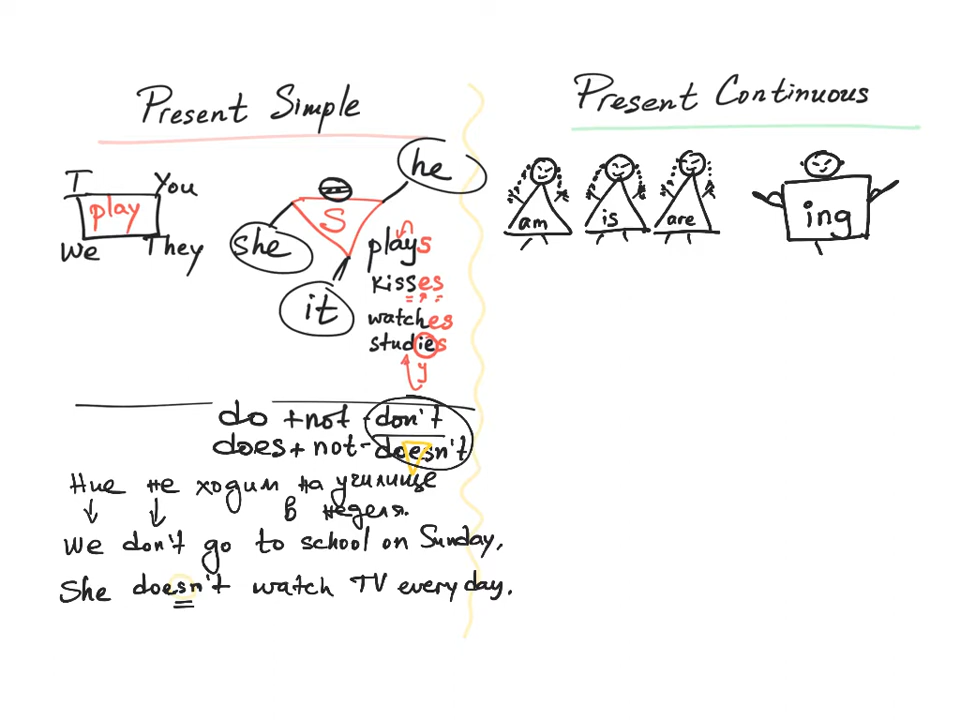 Present Simple
I You
play
We They
he
S
she
it
plays
kisses
watches
studies
y
do + not - don't
does + not - doesn't
Ние не ходим на училище
в неделя.
We don't go to school on Sunday.
She doesn't watch TV every day.
Present Continuous
am is are
ing